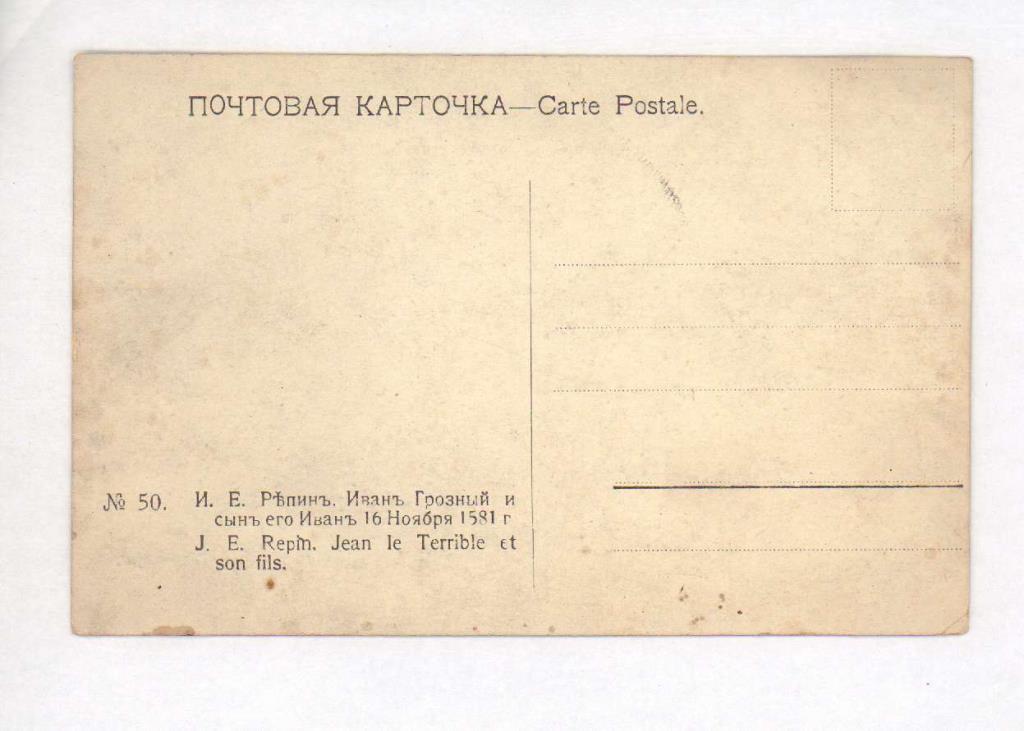 ПОЧТОВАЯ КАРТОЧКА—Carte Postale.
№ 50. И. Е. Рѣпинъ. Иванъ Грозный и
сынъ его Иванъ 16 Ноября 1581 г
J. E. Repin. Jean le Terrible et
son fils.